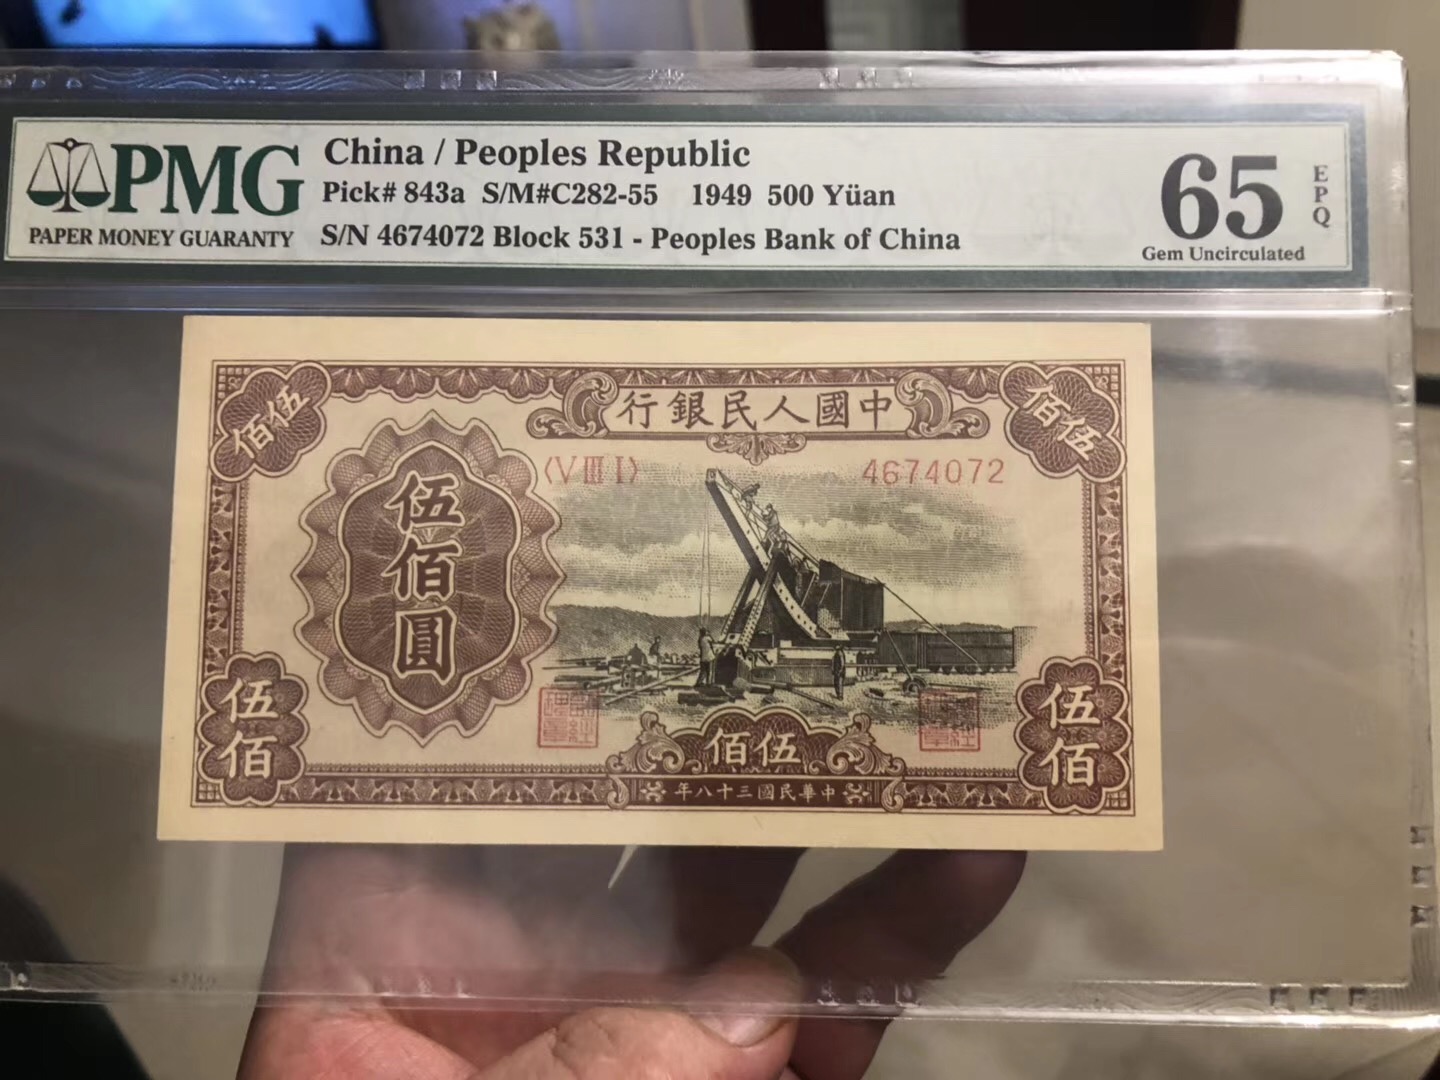 PMG
PAPER MONEY GUARANTY
China / Peoples Republic
Pick# 843a S/M#C282-55 1949 500 Yüan
S/N 4674072 Block 531 - Peoples Bank of China
65
EPQ
Gem Uncirculated
行銀民人國中
佰伍
佰伍
〈VⅢI〉
4674072
伍佰圓
伍佰
佰伍
伍佰
年八十三國民華中